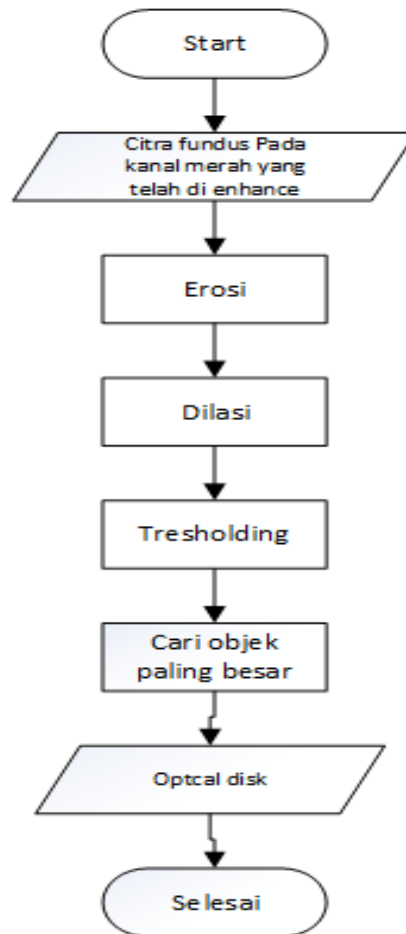 Start
Citra fundus Pada
kanal merah yang
telah di enhance
Erosi
Dilasi
Tresholding
Cari objek
paling besar
Optcal disk
Selesai